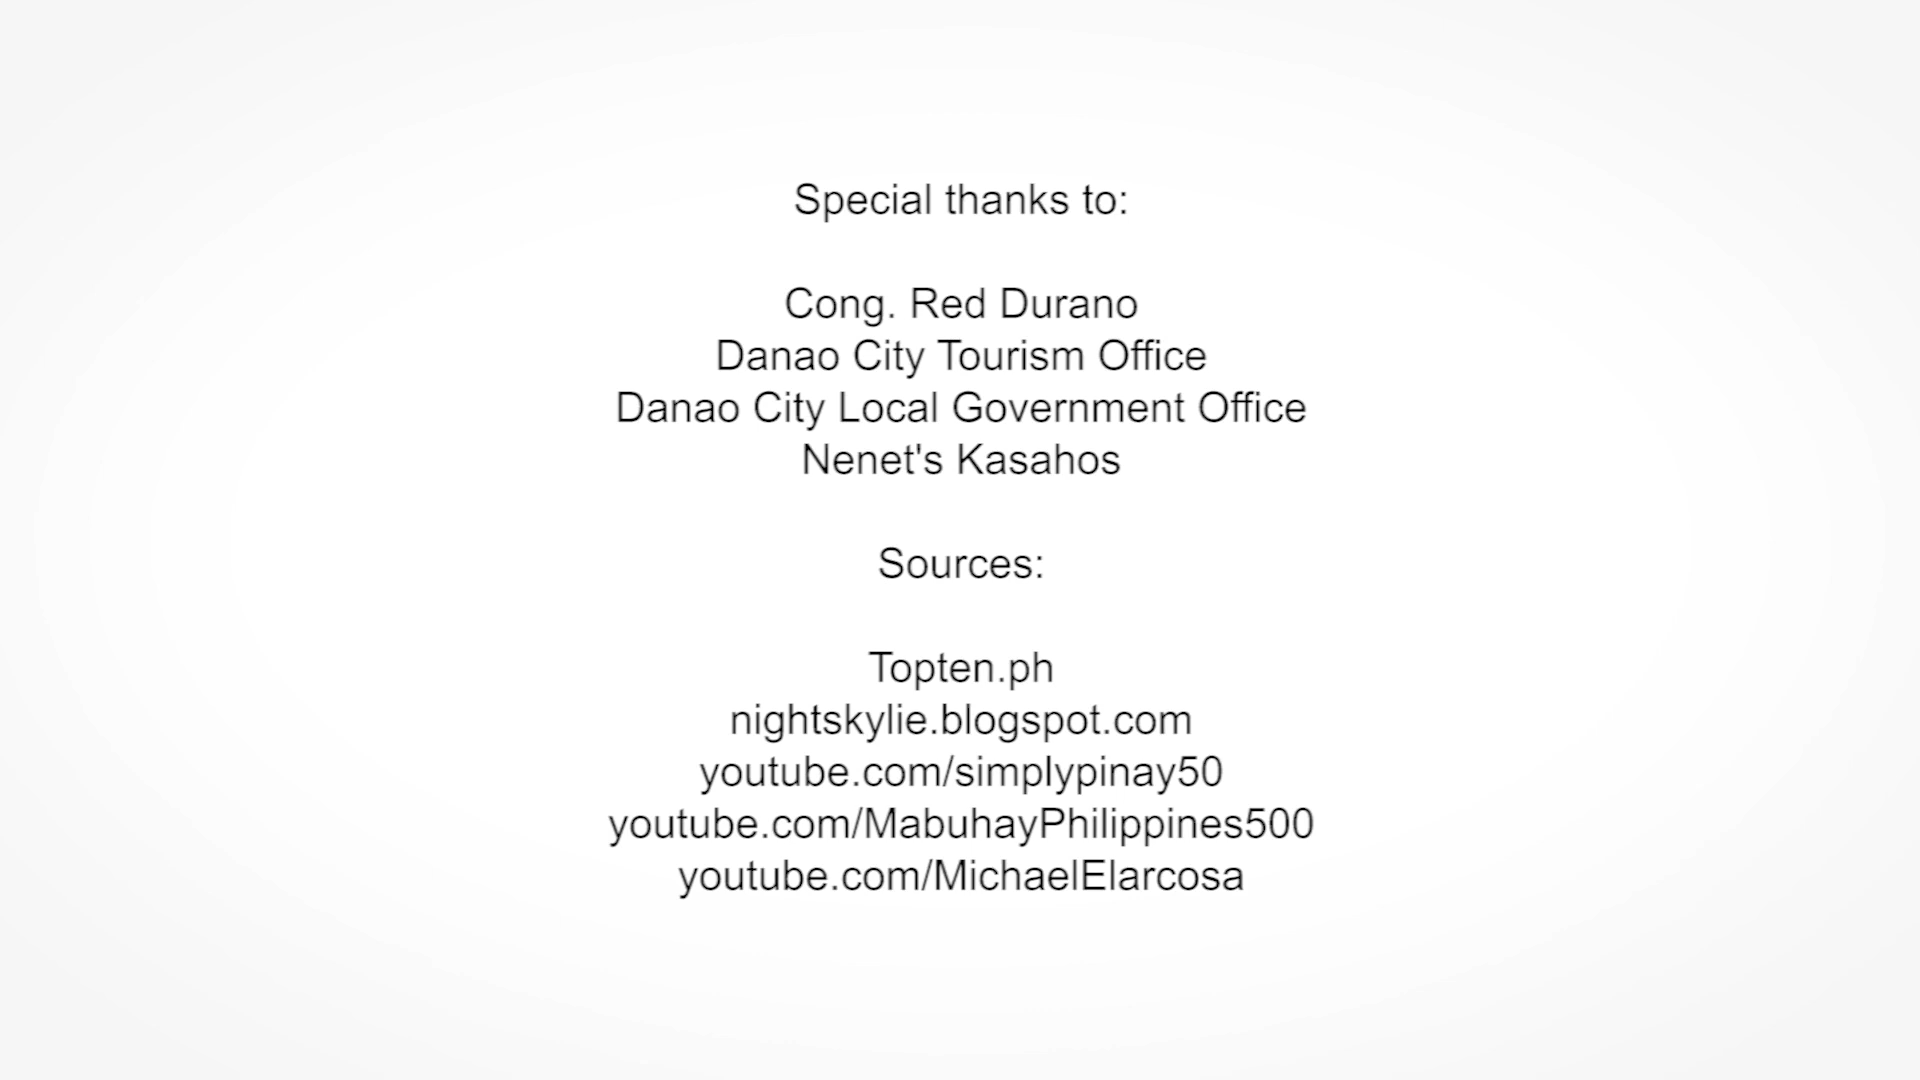 Special thanks to:
Cong. Red Durano
Danao City Tourism Office
Danao City Local Government Office
Nenet's Kasahos
Sources:
Topten.ph
nightskylie.blogspot.com
youtube.com/simplypinay50
youtube.com/MabuhayPhilippines500
youtube.com/MichaelElarcosa